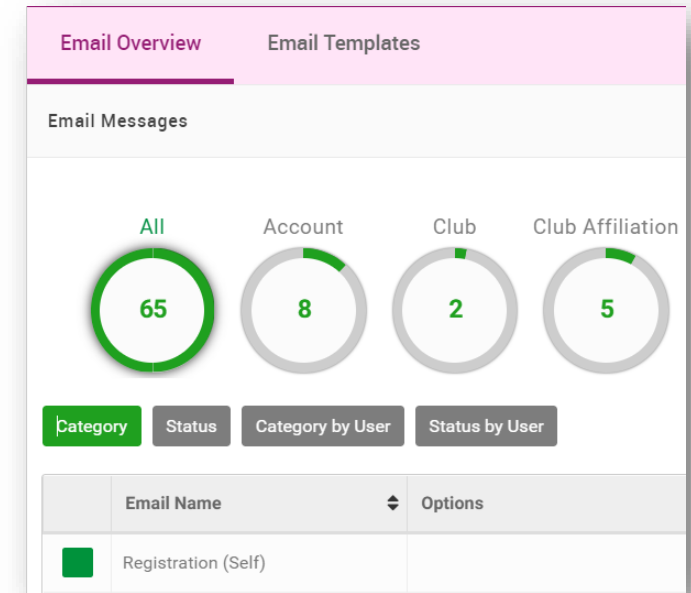 Email Overview Email Templates
Email Messages
All Account Club Club Affiliation
65 8 2 5
Category Status Category by User Status by User
Email Name Options
Registration (Self)